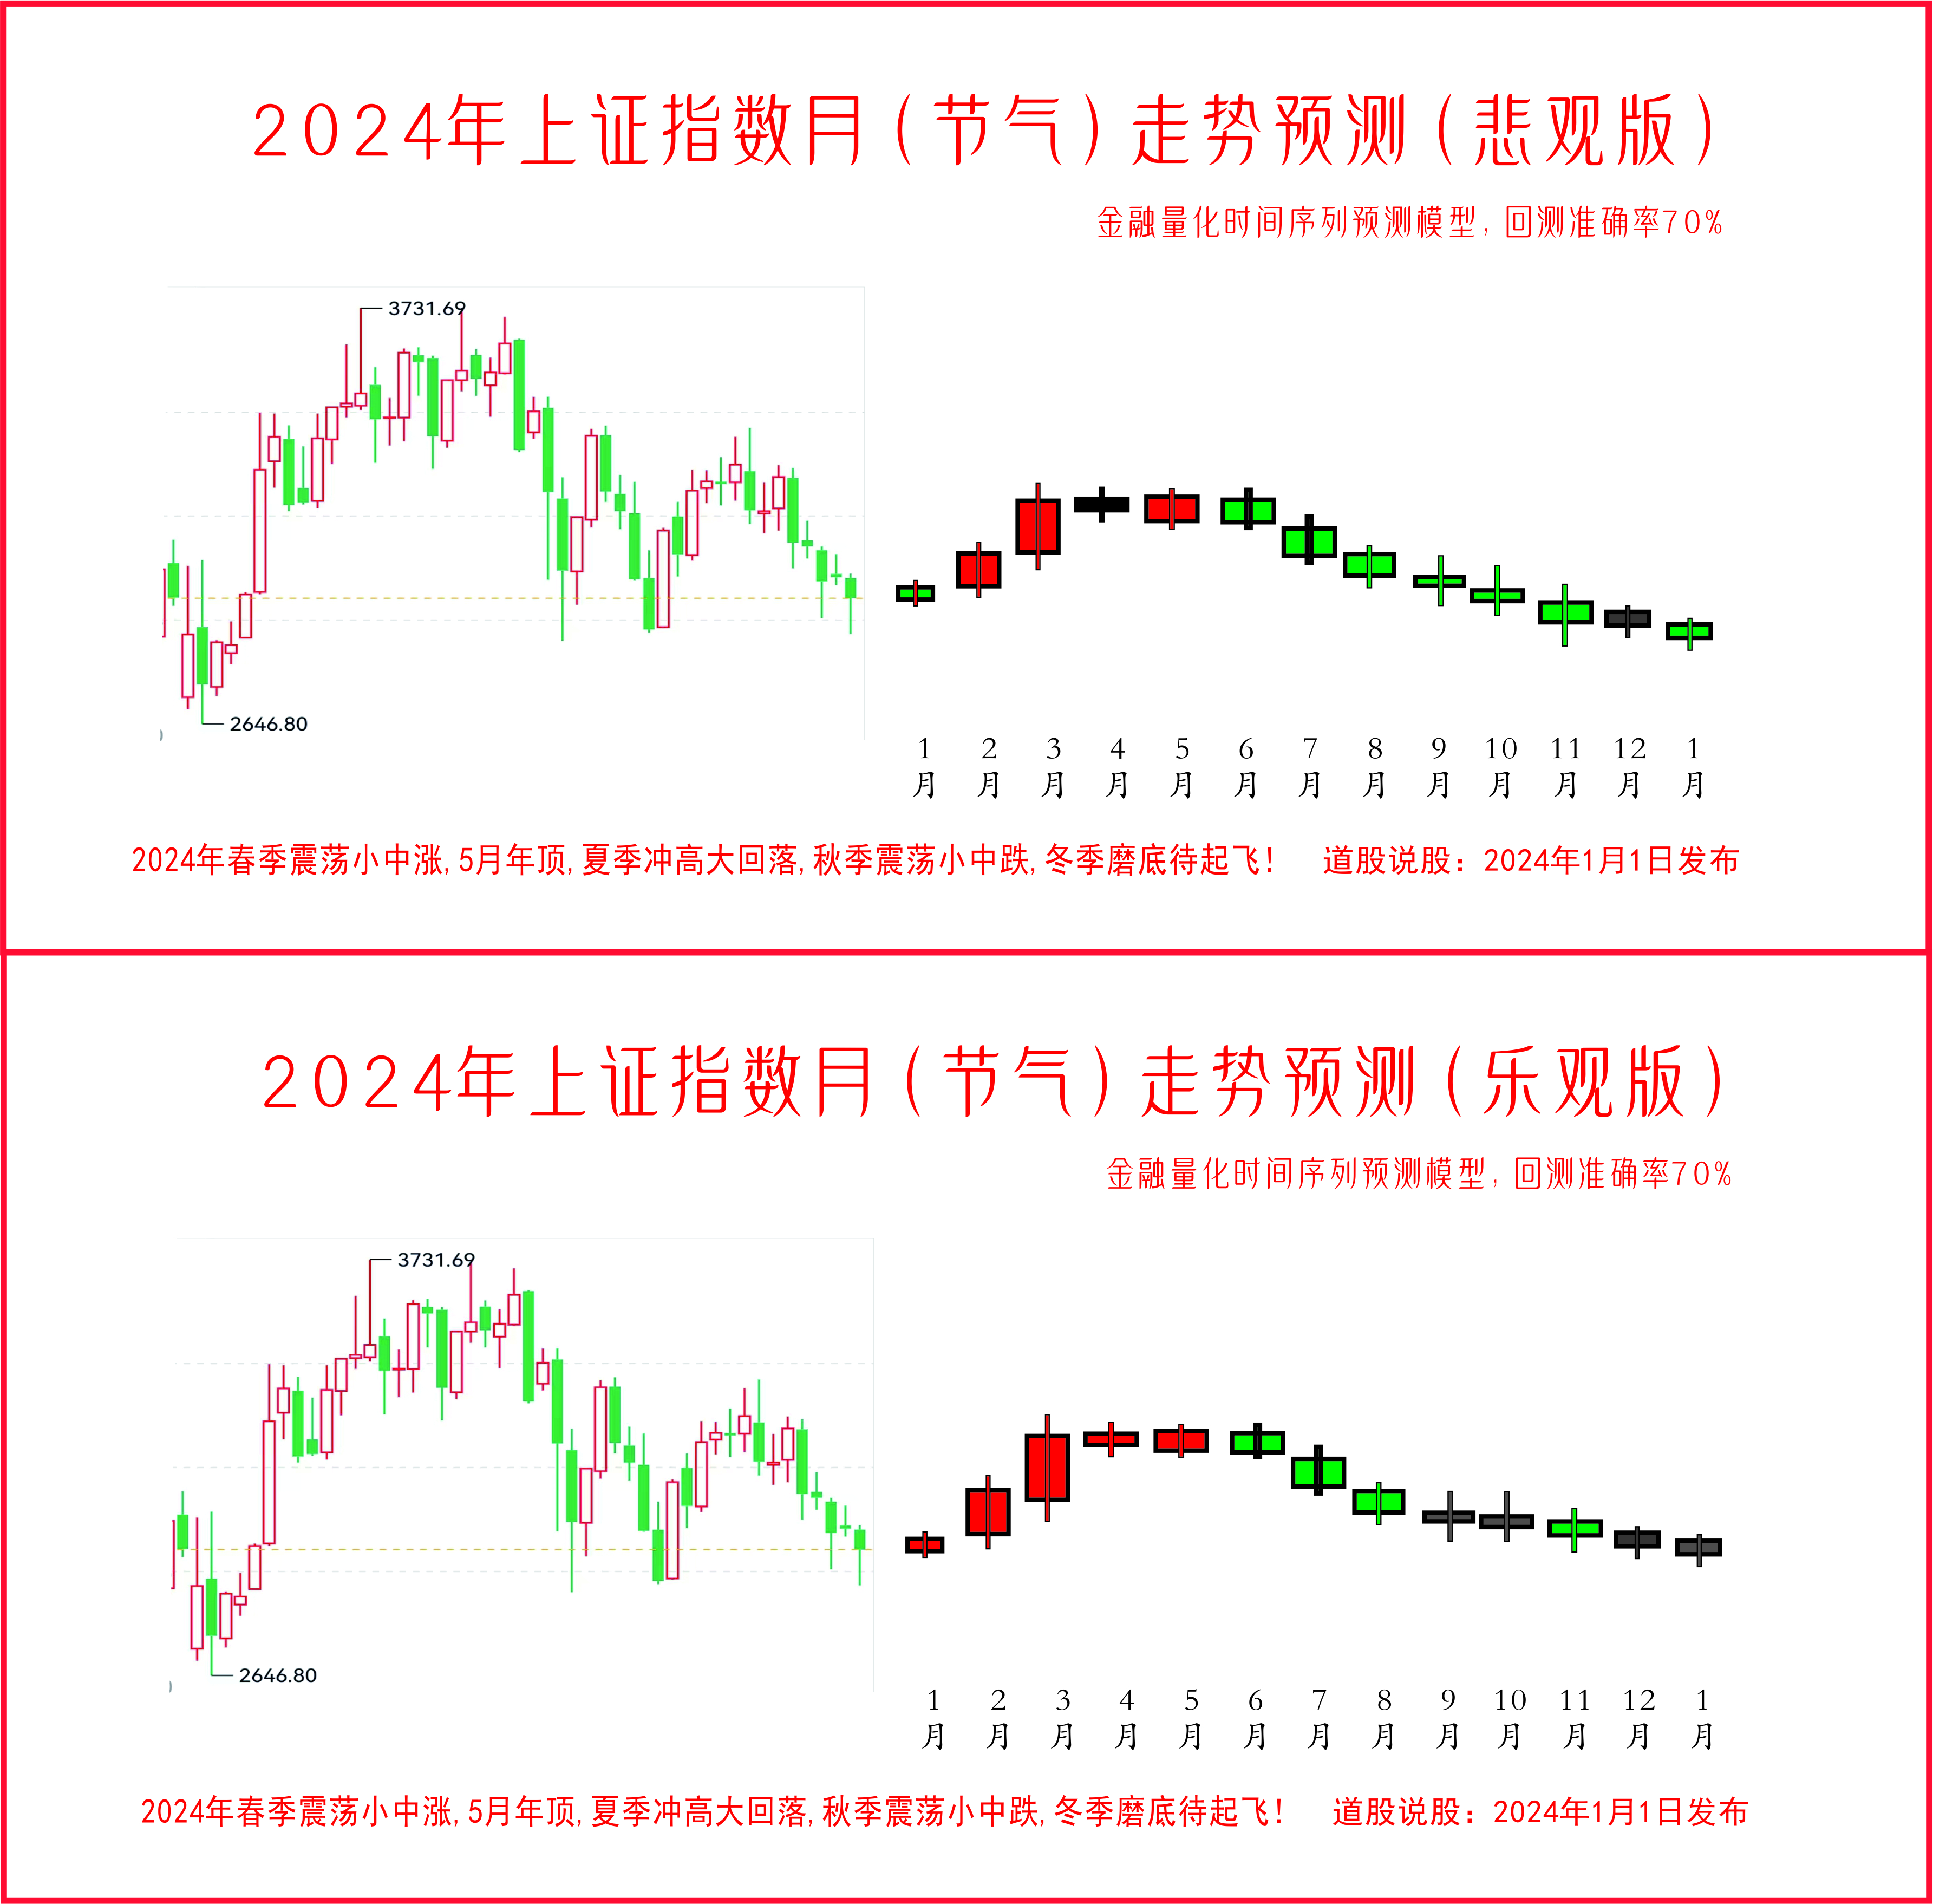 2024年上证指数月（节气）走势预测（悲观版）
金融量化时间序列预测模型，回测准确率70%
3731.69
2646.80
1月 2月 3月 4月 5月 6月 7月 8月 9月 10月 11月 12月 1月
2024年春季震荡小中涨，5月年顶，夏季冲高大回落，秋季震荡小中跌，冬季磨底待起飞！ 道股说股：2024年1月1日发布
2024年上证指数月（节气）走势预测（乐观版）
金融量化时间序列预测模型，回测准确率70%
3731.69
2646.80
1月 2月 3月 4月 5月 6月 7月 8月 9月 10月 11月 12月 1月
2024年春季震荡小中涨，5月年顶，夏季冲高大回落，秋季震荡小中跌，冬季磨底待起飞！ 道股说股：2024年1月1日发布